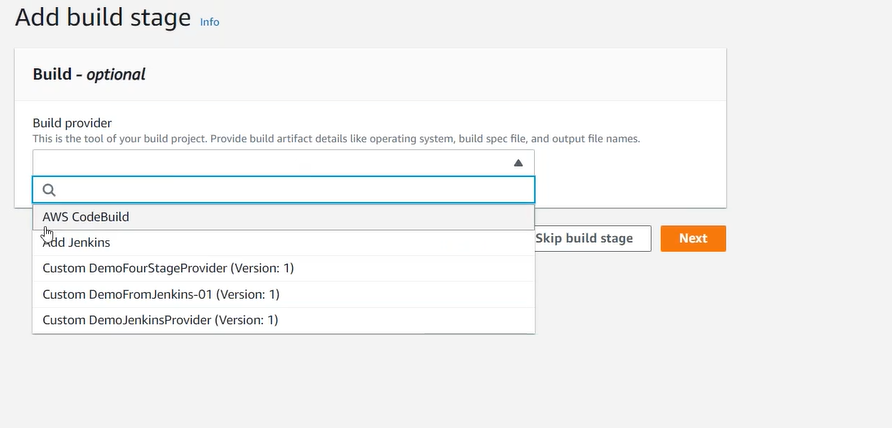 Add build stage Info
Build - optional
Build provider
This is the tool of your build project. Provide build artifact details like operating system, build spec file, and output file names.
AWS CodeBuild
Add Jenkins
Skip build stage
Next
Custom DemoFourStageProvider (Version: 1)
Custom DemoFromJenkins-01 (Version: 1)
Custom DemoJenkinsProvider (Version: 1)